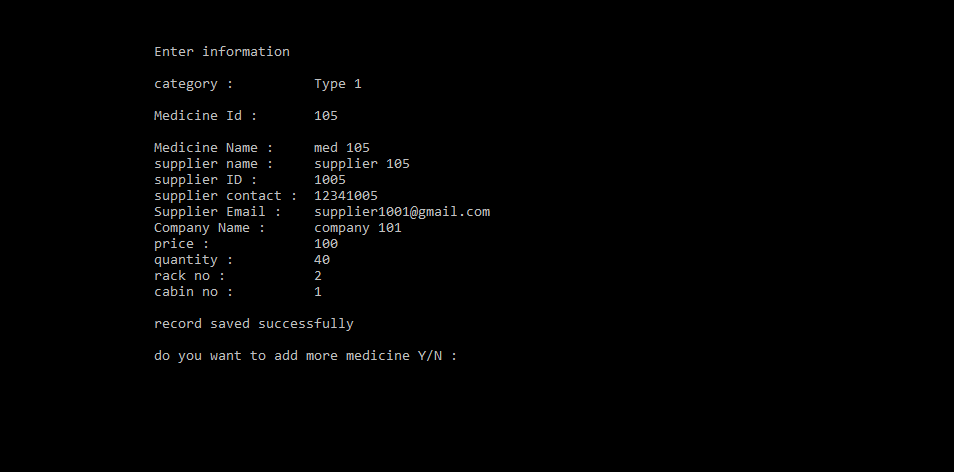 Enter information
category : Type 1
Medicine Id : 105
Medicine Name : med 105
supplier name : supplier 105
supplier ID : 1005
supplier contact : 12341005
Supplier Email : supplier1001@gmail.com
Company Name : company 101
price : 100
quantity : 40
rack no : 2
cabin no : 1
record saved successfully
do you want to add more medicine Y/N :